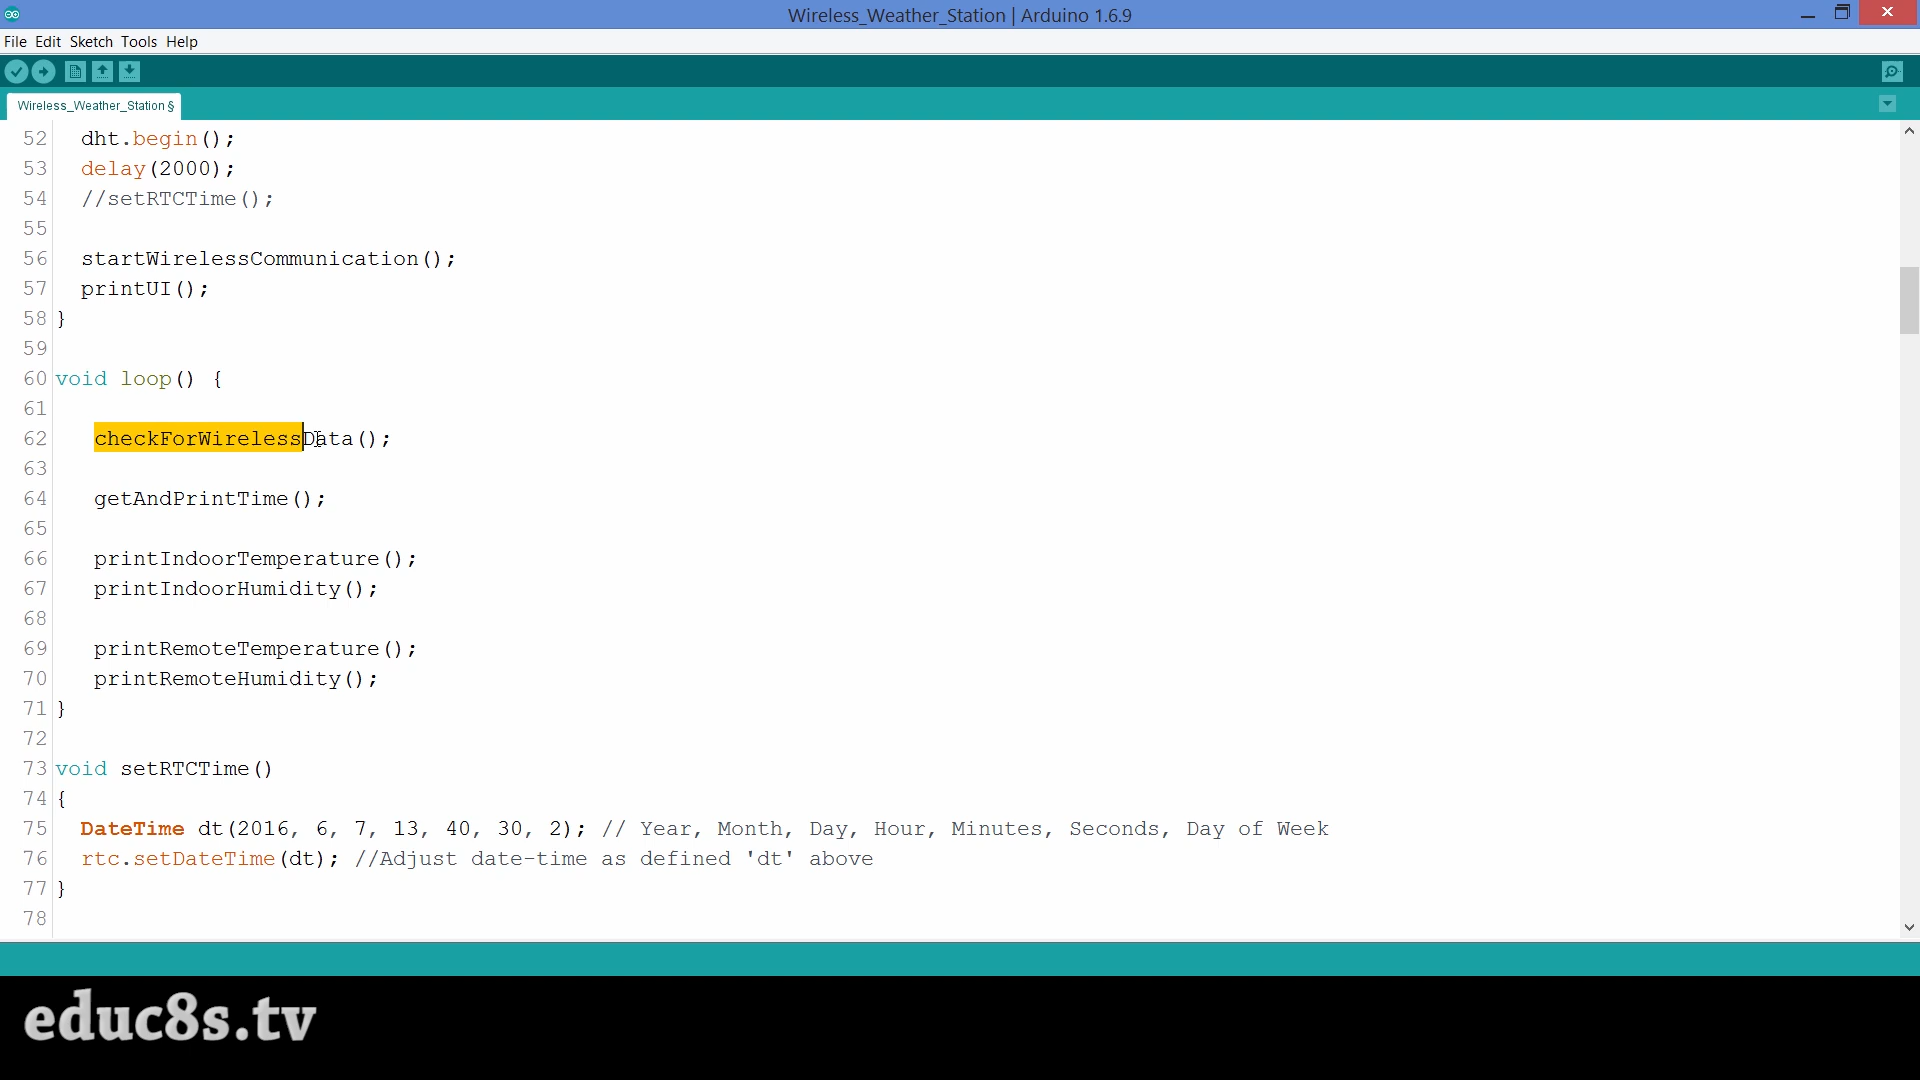 Wireless_Weather_Station | Arduino 1.6.9
File Edit Sketch Tools Help
Wireless_Weather_Station §
52 dht.begin();
53 delay(2000);
54 //setRTCTime();
55
56 startWirelessCommunication();
57 printUI();
58 }
59
60 void loop() {
61
62 checkForWirelessData();
63
64 getAndPrintTime();
65
66 printIndoorTemperature();
67 printIndoorHumidity();
68
69 printRemoteTemperature();
70 printRemoteHumidity();
71 }
72
73 void setRTCTime()
74 {
75 DateTime dt(2016, 6, 7, 13, 40, 30, 2); // Year, Month, Day, Hour, Minutes, Seconds, Day of Week
76 rtc.setDateTime(dt); //Adjust date-time as defined 'dt' above
77 }
78
educ8s.tv